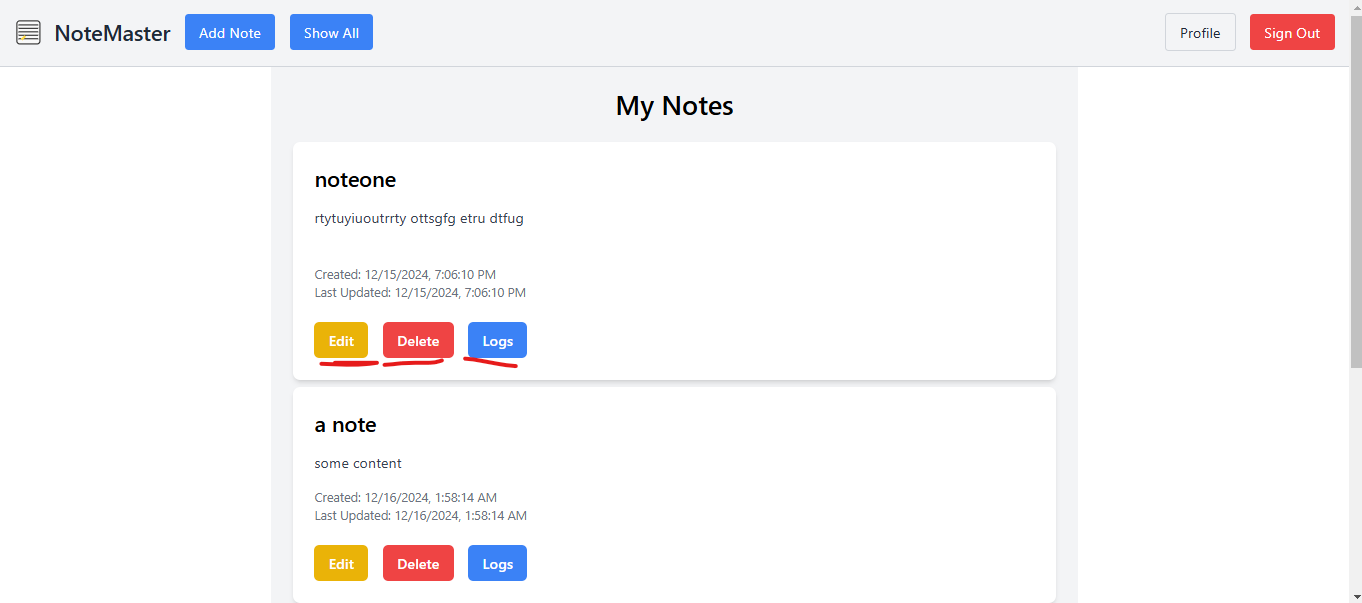 NoteMaster Add Note Show All Profile Sign Out
My Notes
noteone
rtytuyiuoutrrty ottsgfg etru dtfug
Created: 12/15/2024, 7:06:10 PM
Last Updated: 12/15/2024, 7:06:10 PM
Edit Delete Logs
a note
some content
Created: 12/16/2024, 1:58:14 AM
Last Updated: 12/16/2024, 1:58:14 AM
Edit Delete Logs